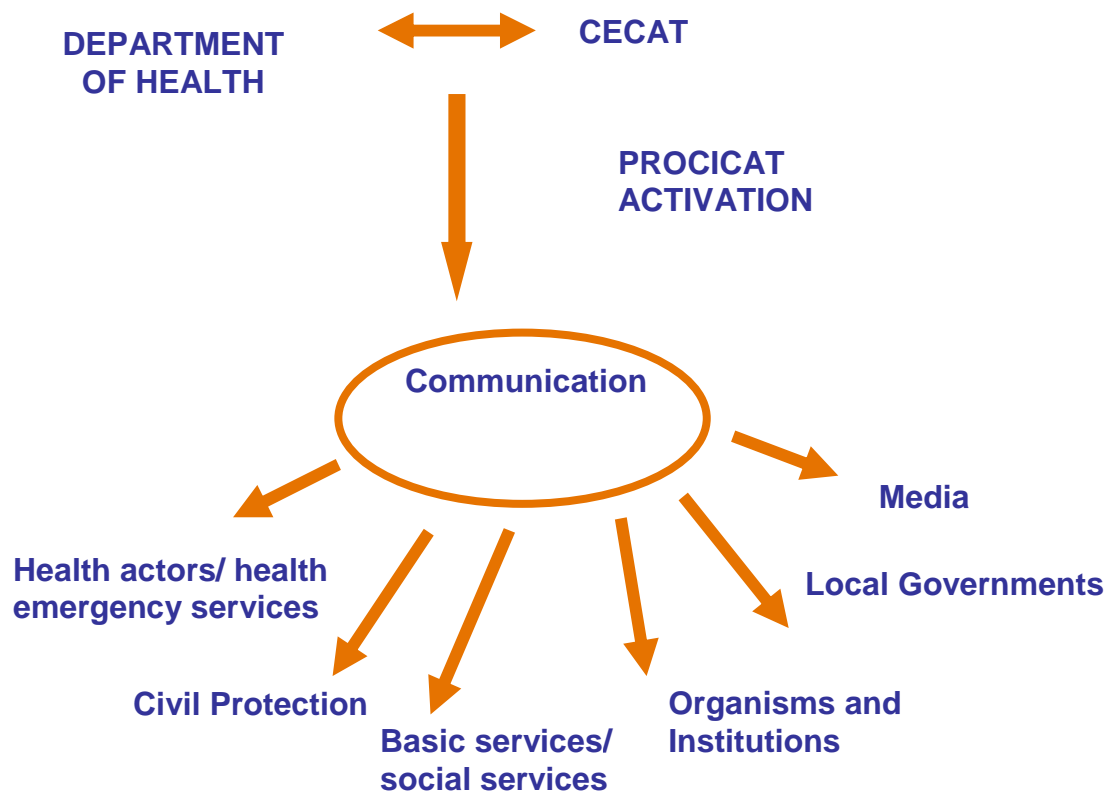 DEPARTMENT
OF HEALTH
CECAT
PROCICAT
ACTIVATION
Communication
Media
Health actors/ health
emergency services
Local Governments
Civil Protection
Basic services/
social services
Organisms and
Institutions